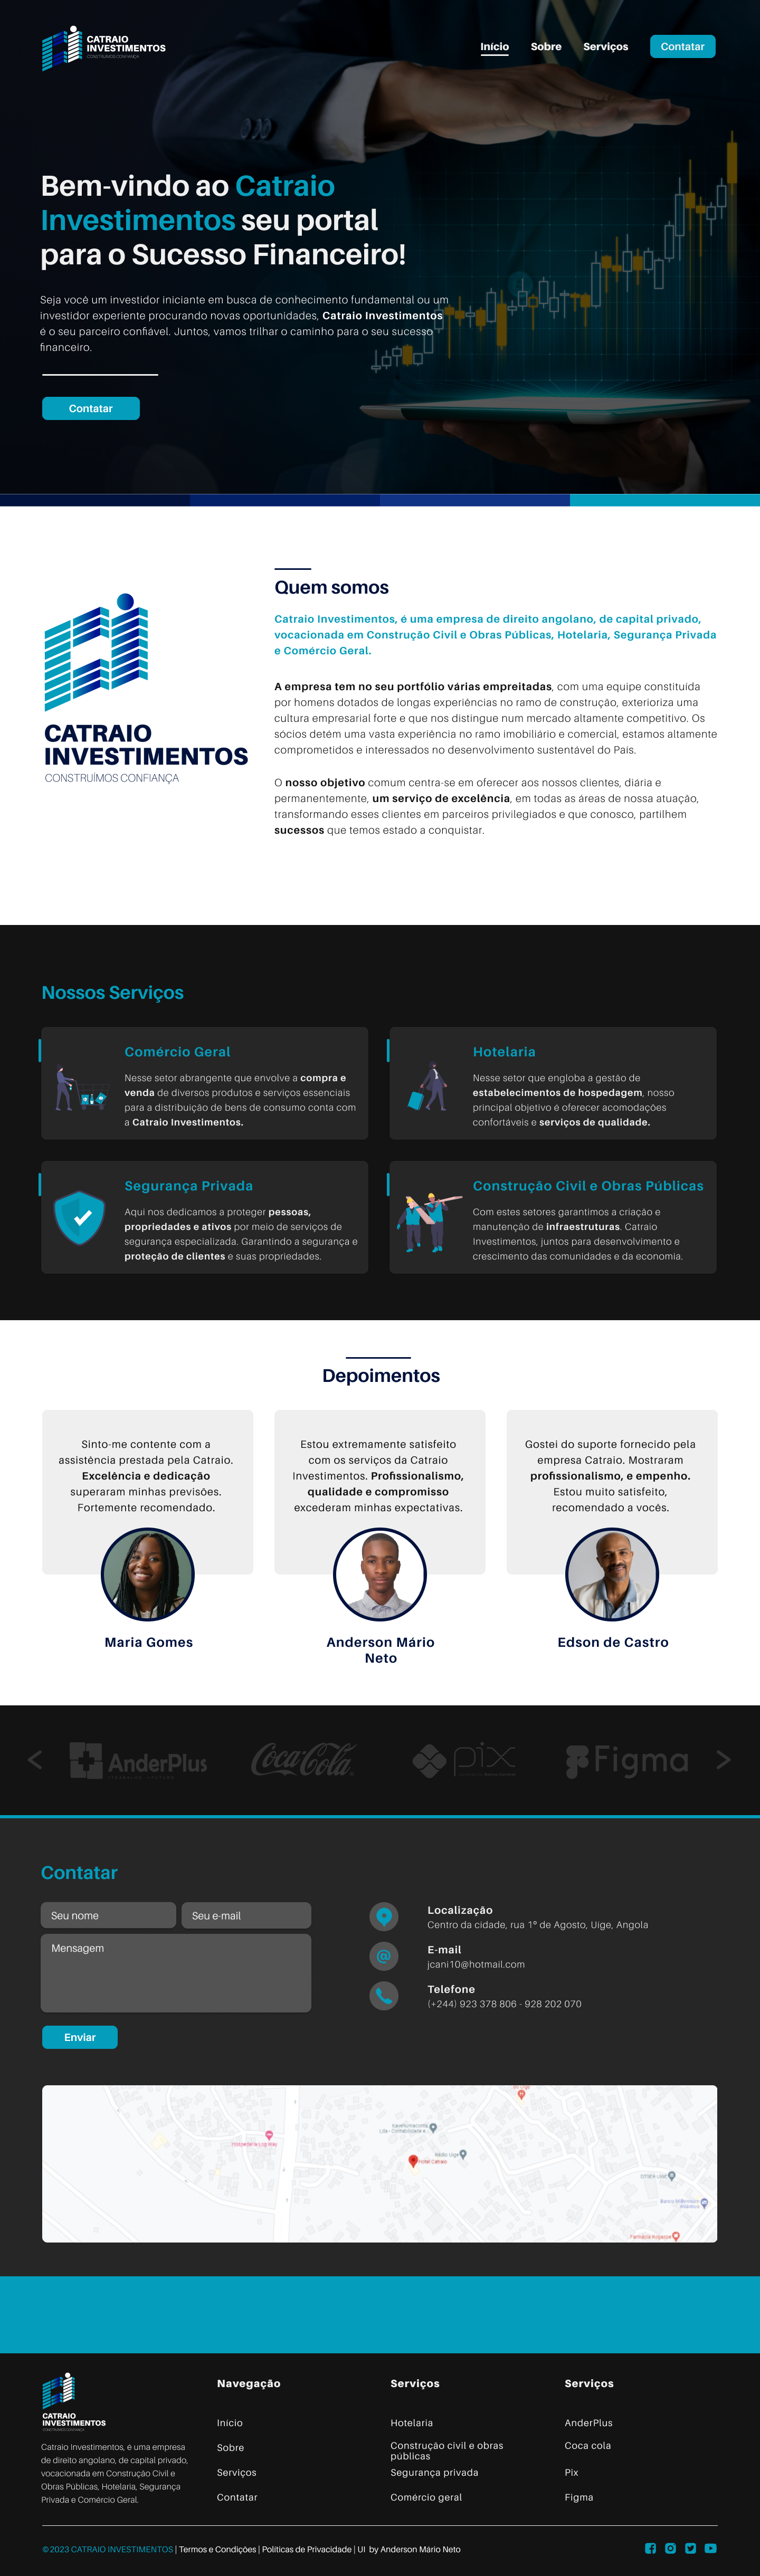 CATRAIO
INVESTIMENTOS
CONSTRUÍMOS CONFIANÇA
Início
Sobre
Serviços
Contatar
Bem-vindo ao Catraio
Investimentos seu portal
para o Sucesso Financeiro!
Seja você um investidor iniciante em busca de conhecimento fundamental ou um
investidor experiente procurando novas oportunidades, Catraio Investimentos
é o seu parceiro confiável. Juntos, vamos trilhar o caminho para o seu sucesso
financeiro.
Contatar
CATRAIO
INVESTIMENTOS
CONSTRUÍMOS CONFIANÇA
Quem somos
Catraio Investimentos, é uma empresa de direito angolano, de capital privado,
vocacionada em Construção Civil e Obras Públicas, Hotelaria, Segurança Privada
e Comércio Geral.
A empresa tem no seu portfólio várias empreitadas, com uma equipe constituída
por homens dotados de longas experiências no ramo de construção, exterioriza uma
cultura empresarial forte e que nos distingue num mercado altamente competitivo. Os
sócios detém uma vasta experiência no ramo imobiliário e comercial, estamos altamente
comprometidos e interessados no desenvolvimento sustentável do País.
O nosso objetivo comum centra-se em oferecer aos nossos clientes, diária e
permanentemente, um serviço de excelência, em todas as áreas de nossa atuação,
transformando esses clientes em parceiros privilegiados e que conosco, partilhem
sucessos que temos estado a conquistar.
Nossos Serviços
Comércio Geral
Nesse setor abrangente que envolve a compra e
venda de diversos produtos e serviços essenciais
para a distribuição de bens de consumo conta com
a Catraio Investimentos.
Hotelaria
Nesse setor que engloba a gestão de
estabelecimentos de hospedagem, nosso
principal objetivo é oferecer acomodações
confortáveis e serviços de qualidade.
Segurança Privada
Aqui nos dedicamos a proteger pessoas,
propriedades e ativos por meio de serviços de
segurança especializada. Garantindo a segurança e
proteção de clientes e suas propriedades.
Construção Civil e Obras Públicas
Com estes setores garantimos a criação e
manutenção de infraestruturas. Catraio
Investimentos, juntos para desenvolvimento e
crescimento das comunidades e da economia.
Depoimentos
Sinto-me contente com a
assistência prestada pela Catraio.
Excelência e dedicação
superaram minhas previsões.
Fortemente recomendado.
Maria Gomes
Estou extremamente satisfeito
com os serviços da Catraio
Investimentos. Profissionalismo,
qualidade e compromisso
excederam minhas expectativas.
Anderson Mário
Neto
Gostei do suporte fornecido pela
empresa Catraio. Mostraram
profissionalismo, e empenho.
Estou muito satisfeito,
recomendado a vocês.
Edson de Castro
AnderPlus
Coca-Cola
pix
Figma
Contatar
Seu nome
Seu e-mail
Mensagem
Enviar
Localização
Centro da cidade, rua 1º de Agosto, Uíge, Angola
E-mail
jcani10@hotmail.com
Telefone
(+244) 923 378 806 - 928 202 070
Rádio Uíge
Hotel Catraio
Banco Millennium
Atlântico
CATRAIO
INVESTIMENTOS
CONSTRUÍMOS CONFIANÇA
Catraio Investimentos, é uma empresa
de direito angolano, de capital privado,
vocacionada em Construção Civil e
Obras Públicas, Hotelaria, Segurança
Privada e Comércio Geral.
Navegação
Início
Sobre
Serviços
Contatar
Serviços
Hotelaria
Construção civil e obras
públicas
Segurança privada
Comércio geral
Serviços
AnderPlus
Coca cola
Pix
Figma
©2023 CATRAIO INVESTIMENTOS | Termos e Condições | Políticas de Privacidade | UI by Anderson Mário Neto